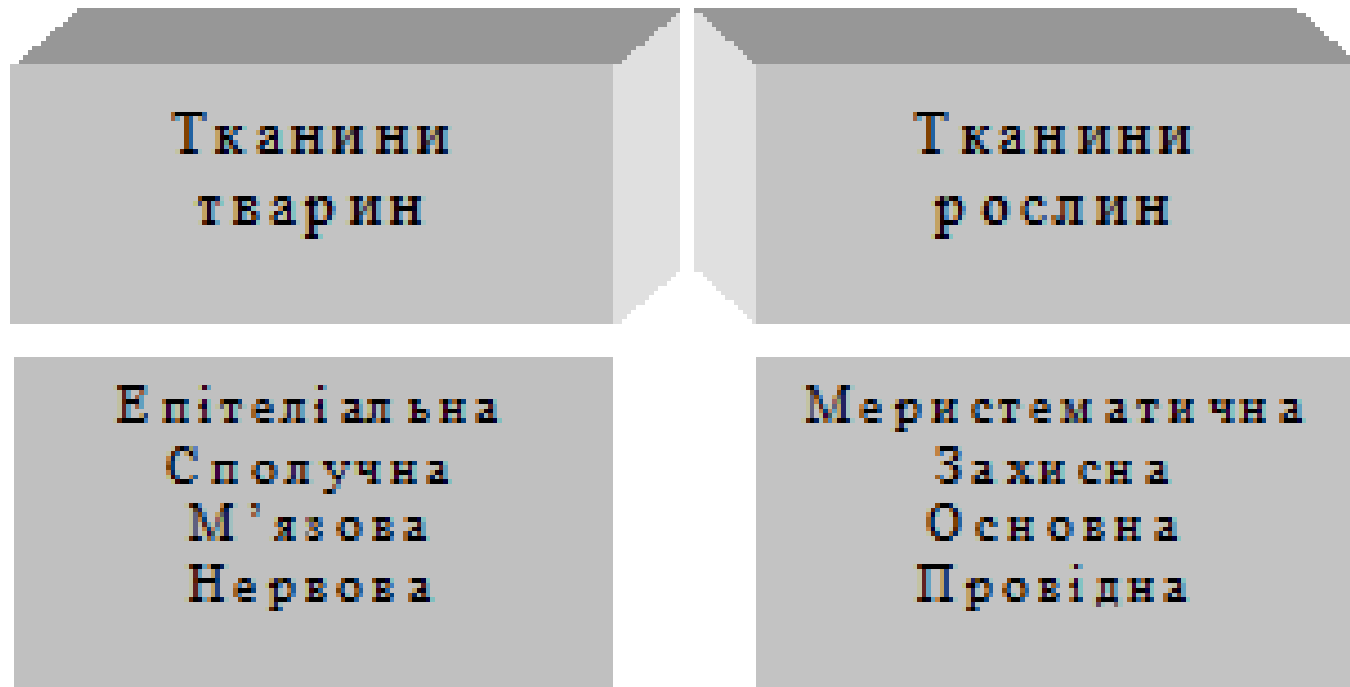 Тканини
тварин
Тканини
рослин
Епітеліальна
Сполучна
М’язова
Нервова
Меристематична
Захисна
Основна
Провідна